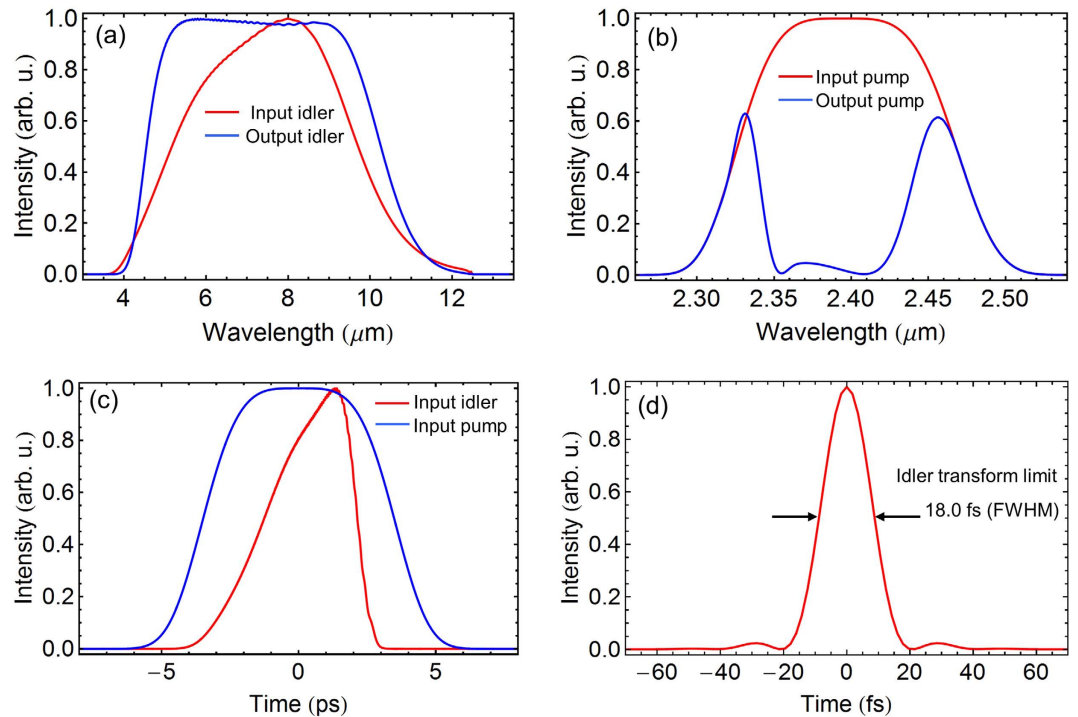 (a)
Input idler
Output idler
1.0
0.8
0.6
0.4
0.2
0.0
4 6 8 10 12
Wavelength (μm)
Intensity (arb. u.)
(b)
Input pump
Output pump
1.0
0.8
0.6
0.4
0.2
0.0
2.30 2.35 2.40 2.45 2.50
Wavelength (μm)
Intensity (arb. u.)
(c)
Input idler
Input pump
1.0
0.8
0.6
0.4
0.2
0.0
−5 0 5
Time (ps)
Intensity (arb. u.)
(d)
Idler transform limit
18.0 fs (FWHM)
1.0
0.8
0.6
0.4
0.2
0.0
−60 −40 −20 0 20 40 60
Time (fs)
Intensity (arb. u.)